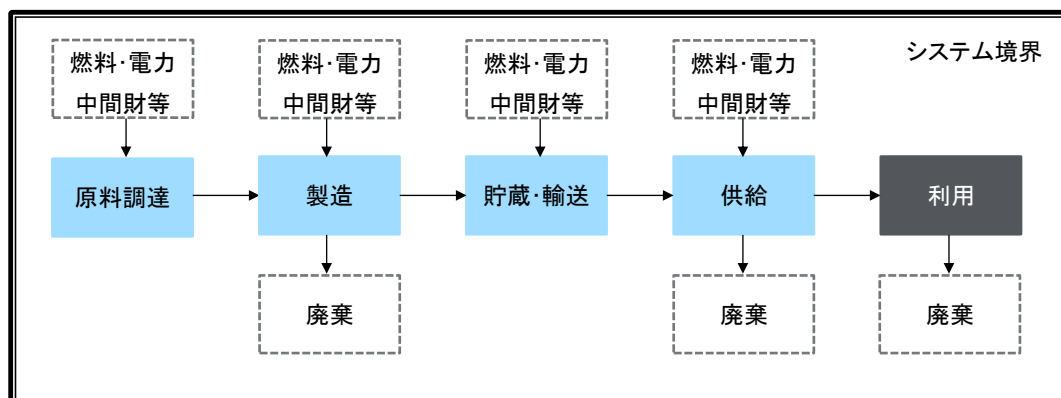 システム境界
燃料･電力
中間財等
燃料･電力
中間財等
燃料･電力
中間財等
燃料･電力
中間財等
原料調達
製造
貯蔵･輸送
供給
利用
廃棄
廃棄
廃棄